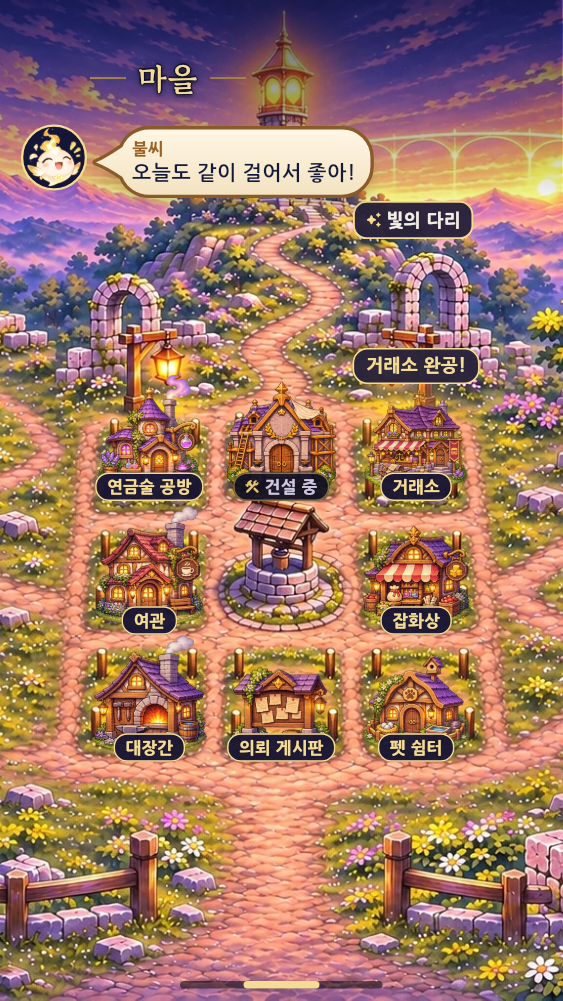 마을
불씨
오늘도 같이 걸어서 좋아!
빛의 다리
거래소 완공!
연금술 공방
건설 중
거래소
여관
잡화상
대장간
의뢰 게시판
펫 쉼터